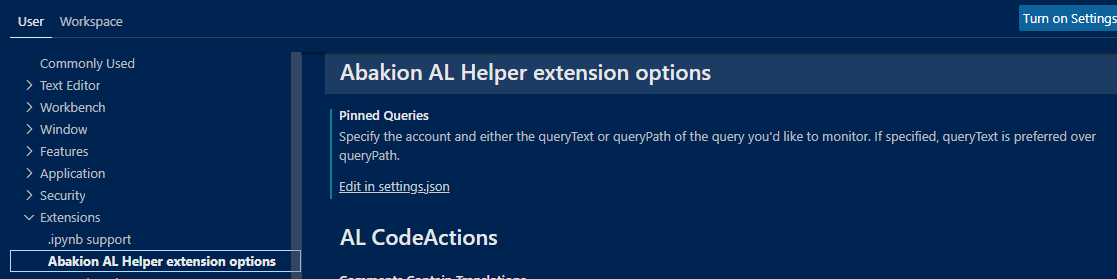 User Workspace
Turn on Settings
Commonly Used
Text Editor
Workbench
Window
Features
Application
Security
Extensions
.ipynb support
Abakion AL Helper extension options
Abakion AL Helper extension options
Pinned Queries
Specify the account and either the queryText or queryPath of the query you'd like to monitor. If specified, queryText is preferred over
queryPath.
Edit in settings.json
AL CodeActions
Comments Contain Translations